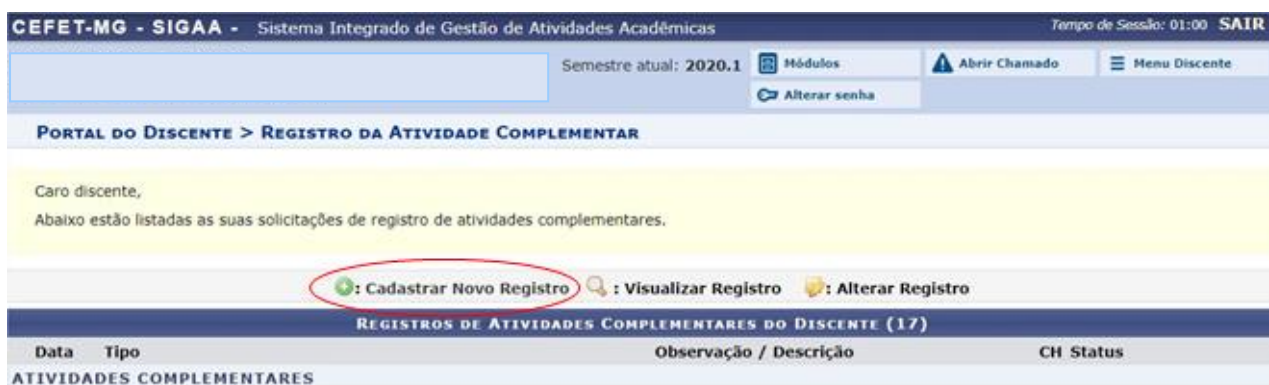 CEFET-MG - SIGAA - Sistema Integrado de Gestão de Atividades Acadêmicas Tempo de Sessão: 01:00 SAIR
Semestre atual: 2020.1 Módulos Abrir Chamado Menu Discente
Alterar senha
PORTAL DO DISCENTE > REGISTRO DA ATIVIDADE COMPLEMENTAR
Caro discente,
Abaixo estão listadas as suas solicitações de registro de atividades complementares.
: Cadastrar Novo Registro : Visualizar Registro : Alterar Registro
REGISTROS DE ATIVIDADES COMPLEMENTARES DO DISCENTE (17)
Data Tipo Observação / Descrição CH Status
ATIVIDADES COMPLEMENTARES